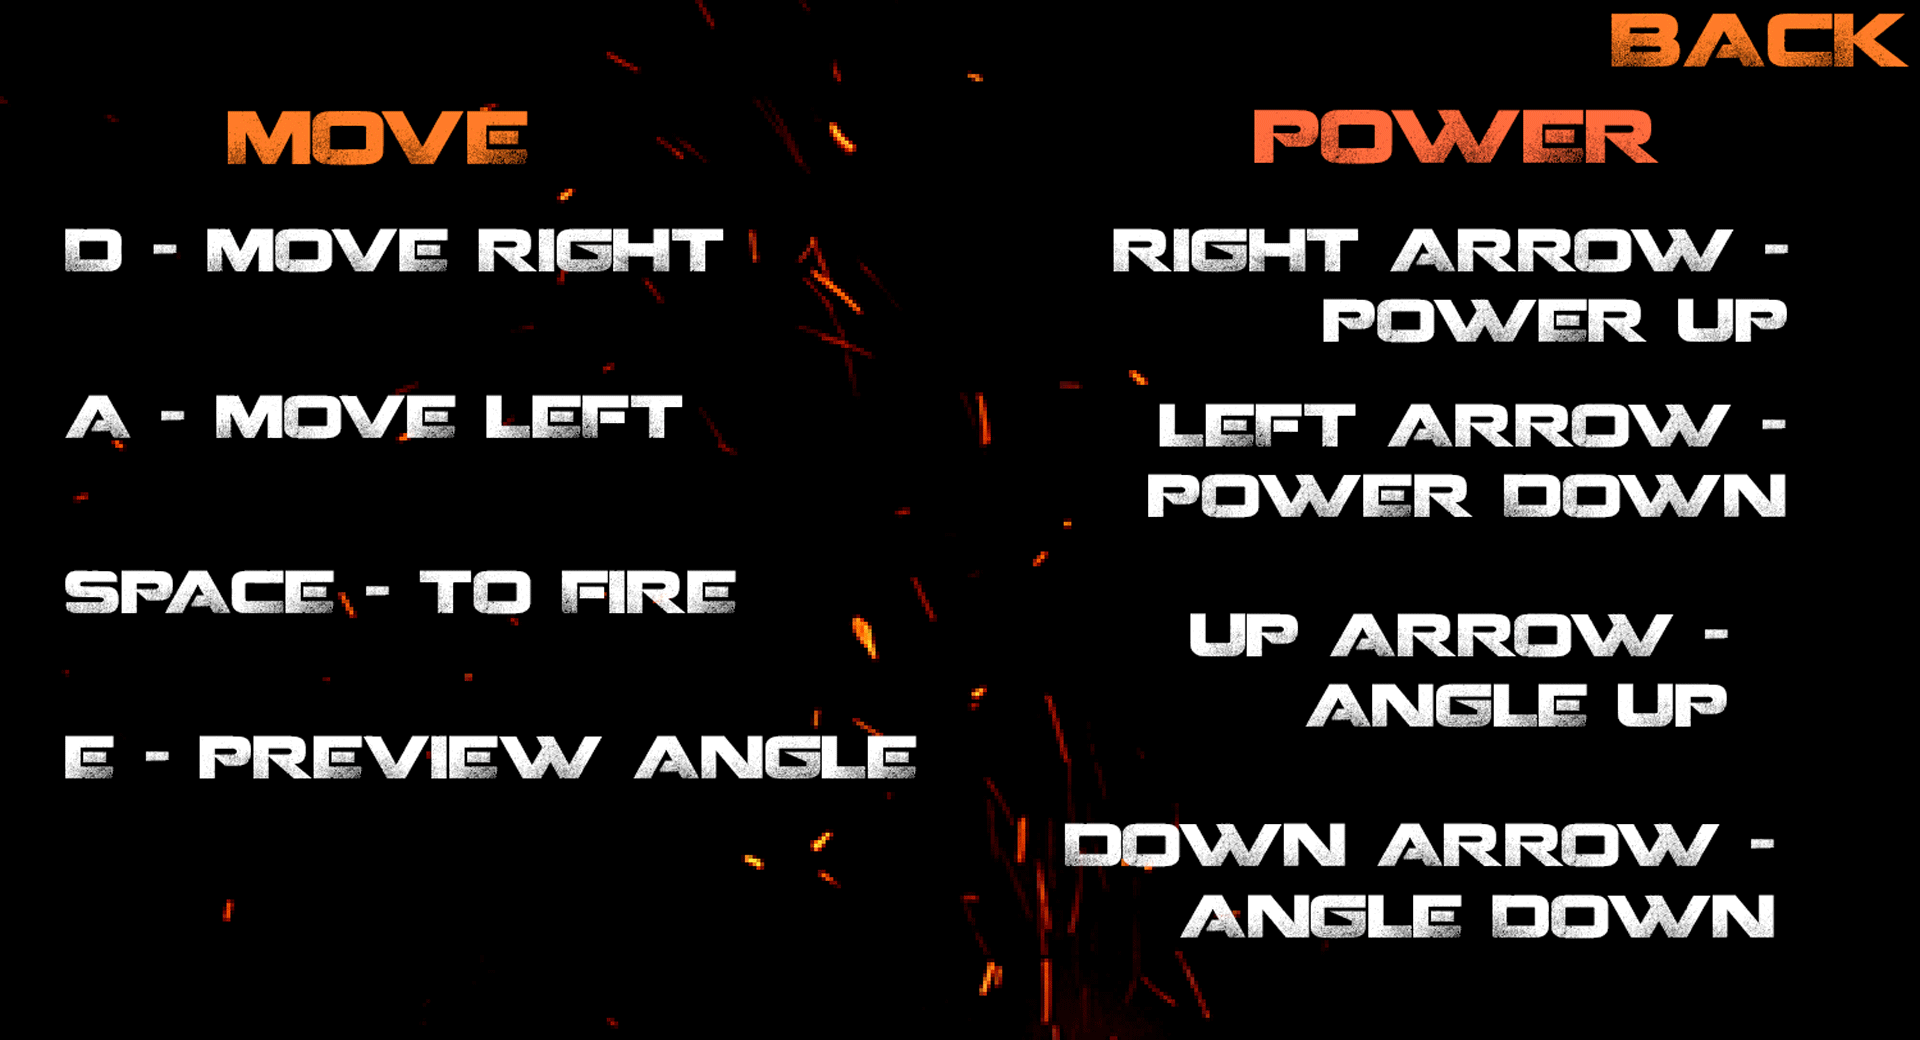 BACK
MOVE
D - MOVE RIGHT
A - MOVE LEFT
SPACE - TO FIRE
E - PREVIEW ANGLE
POWER
RIGHT ARROW -
POWER UP
LEFT ARROW -
POWER DOWN
UP ARROW -
ANGLE UP
DOWN ARROW -
ANGLE DOWN